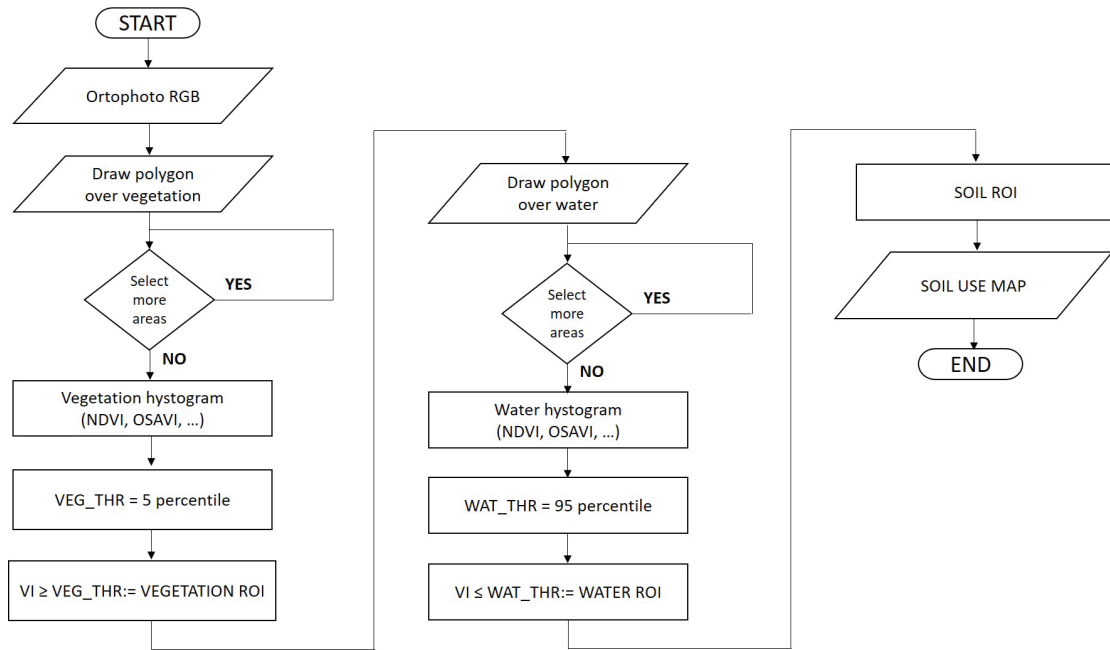 START
Ortophoto RGB
Draw polygon
over vegetation
Select
more
areas
YES
NO
Vegetation hystogram
(NDVI, OSAVI, ...)
VEG_THR = 5 percentile
VI ≥ VEG_THR:= VEGETATION ROI
Draw polygon
over water
Select
more
areas
YES
NO
Water hystogram
(NDVI, OSAVI, ...)
WAT_THR = 95 percentile
VI ≤ WAT_THR:= WATER ROI
SOIL ROI
SOIL USE MAP
END